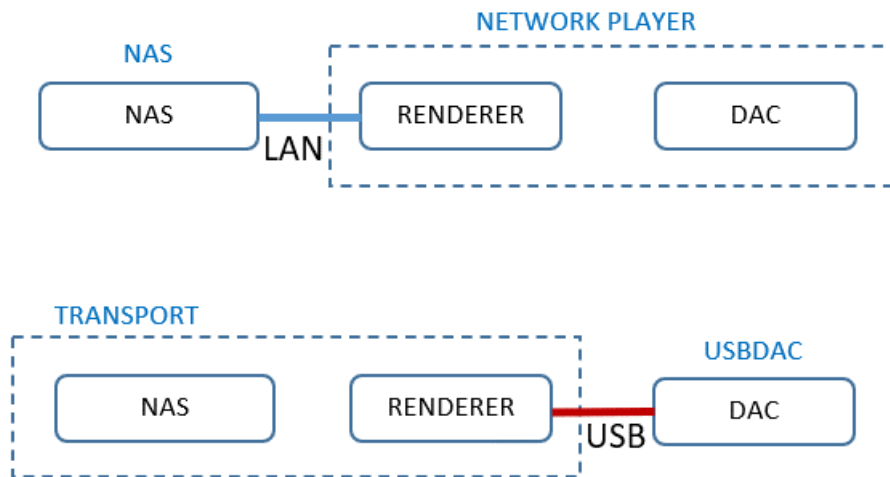 NETWORK PLAYER
NAS
NAS
RENDERER
DAC
LAN
TRANSPORT
USBDAC
NAS
RENDERER
DAC
USB